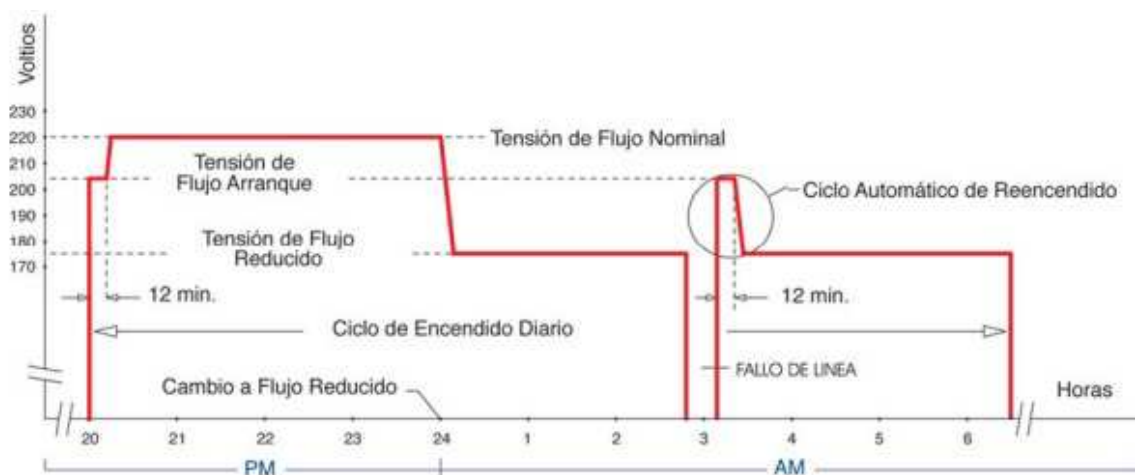 Voltios
230
220
210
200
190
180
170
Tensión de Flujo Nominal
Tensión de
Flujo Arranque
Ciclo Automático de Reencendido
Tensión de Flujo
Reducido
12 min.
12 min.
Ciclo de Encendido Diario
FALLO DE LINEA
Cambio a Flujo Reducido
Horas
20 21 22 23 24 1 2 3 4 5 6
PM AM